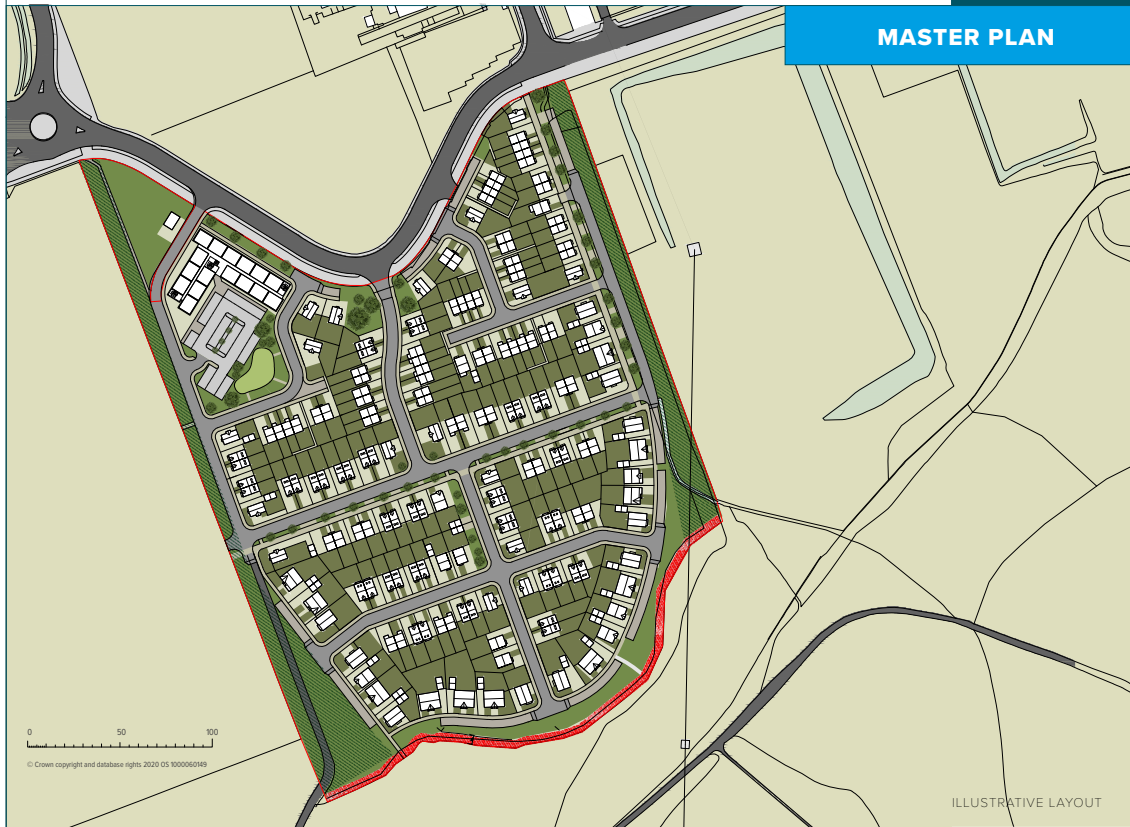 MASTER PLAN
0 50 100
© Crown copyright and database rights 2020 OS 1000060149
ILLUSTRATIVE LAYOUT